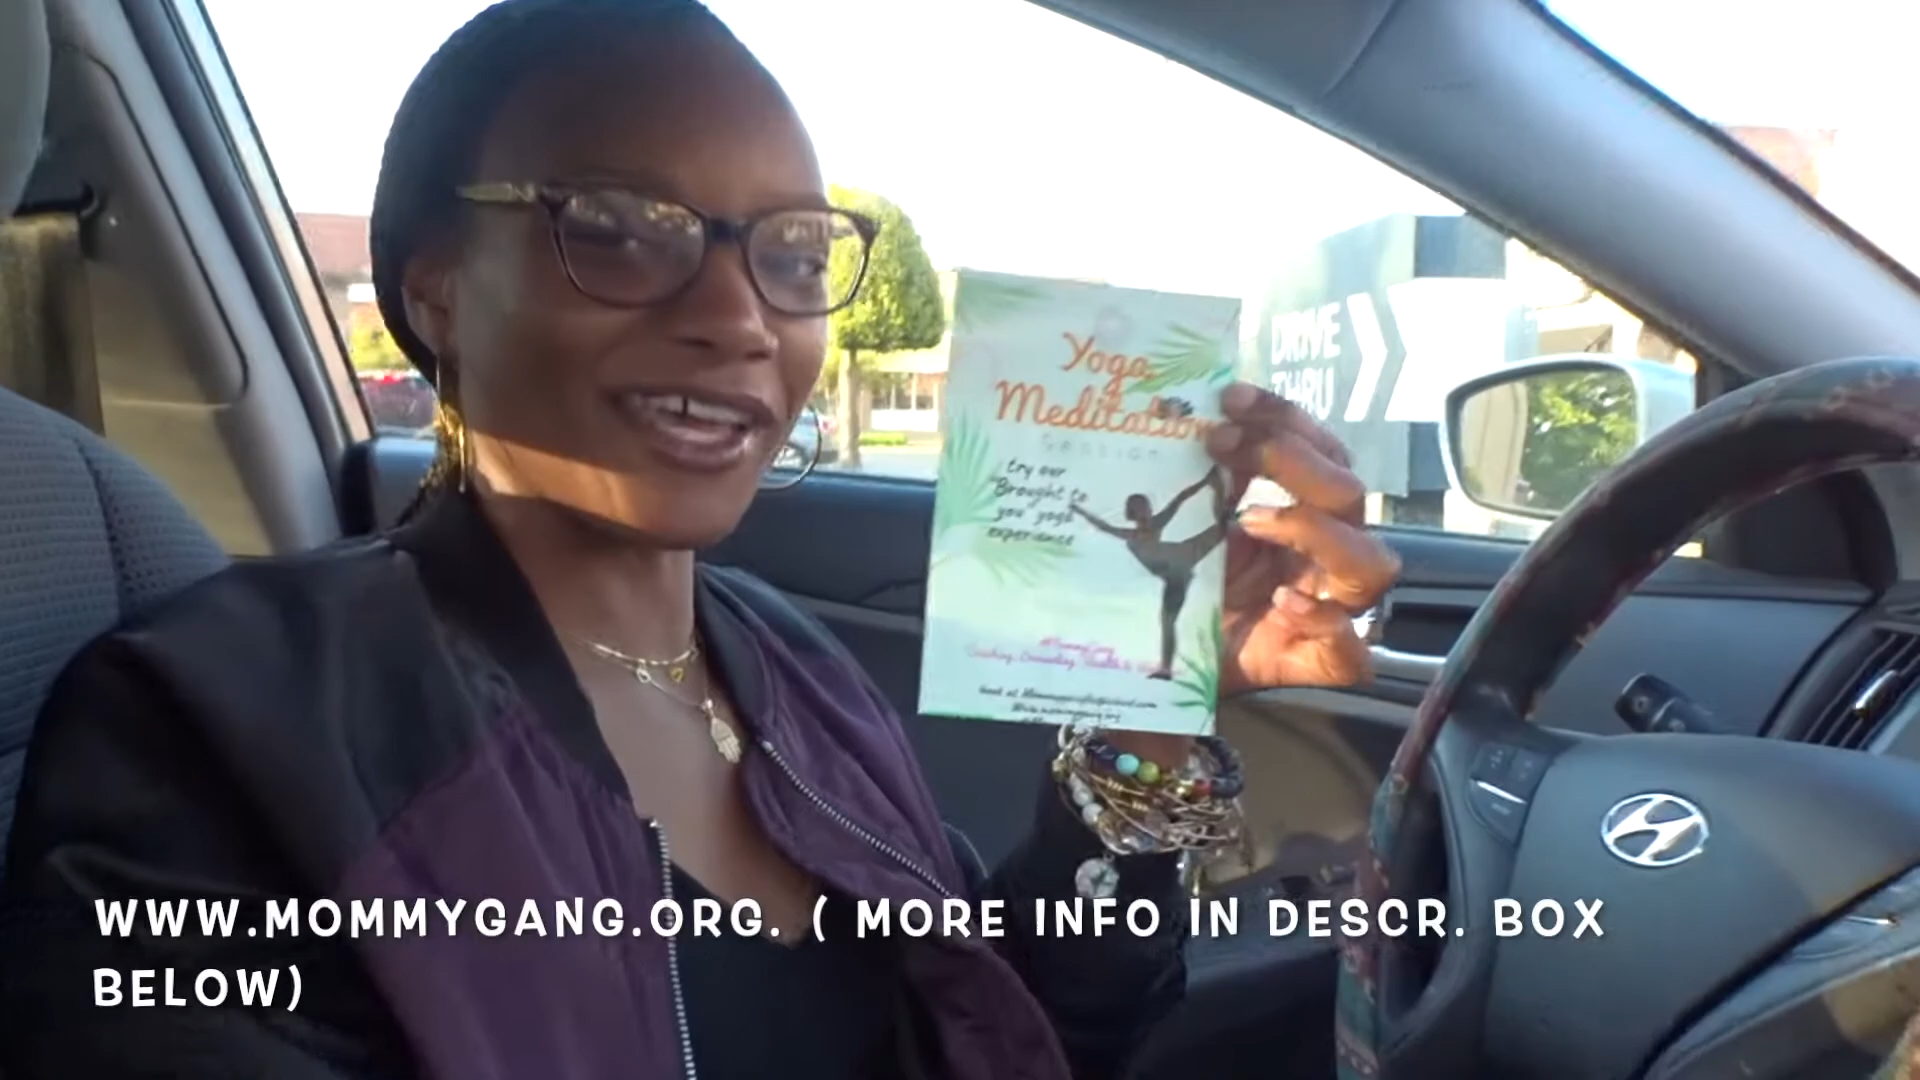 DRIVE
THRU
Yoga
Meditation
Session
try our
"Brought to
you yoga
experience
WWW.MOMMYGANG.ORG. ( MORE INFO IN DESCR. BOX
BELOW)